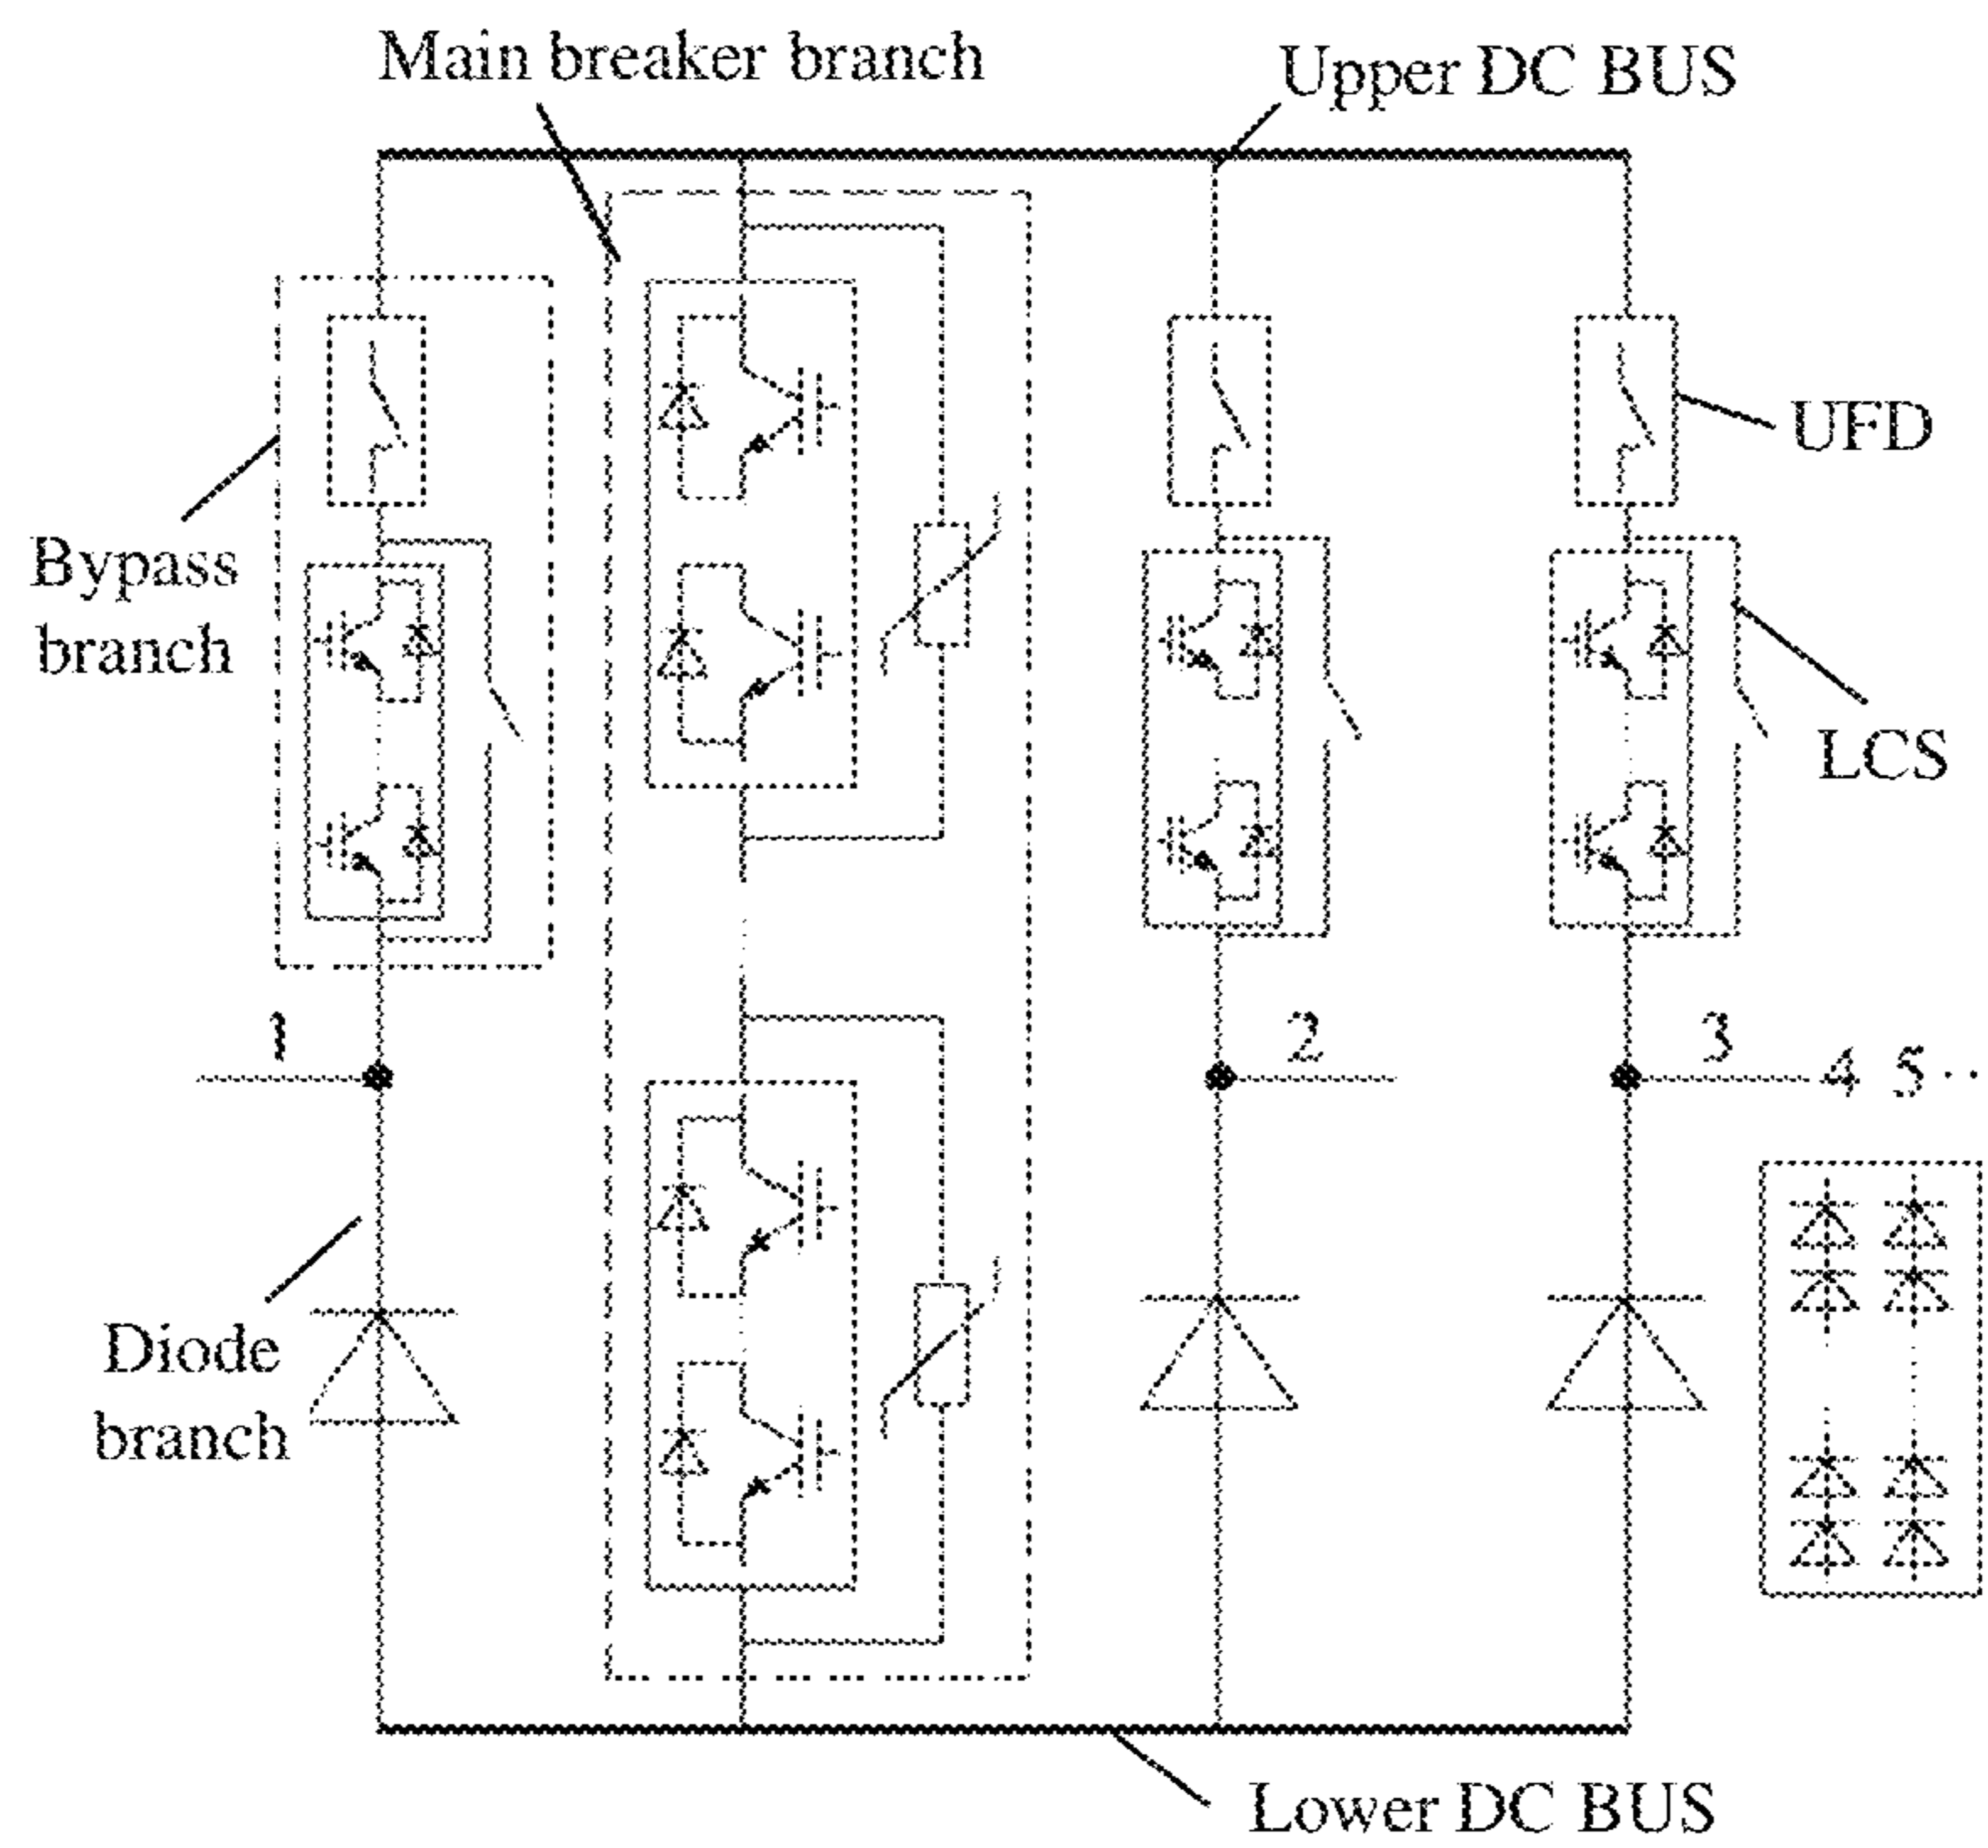 Main breaker branch
Upper DC BUS
UFD
Bypass
branch
LCS
1
2
3
4 5 ··
Diode
branch
Lower DC BUS